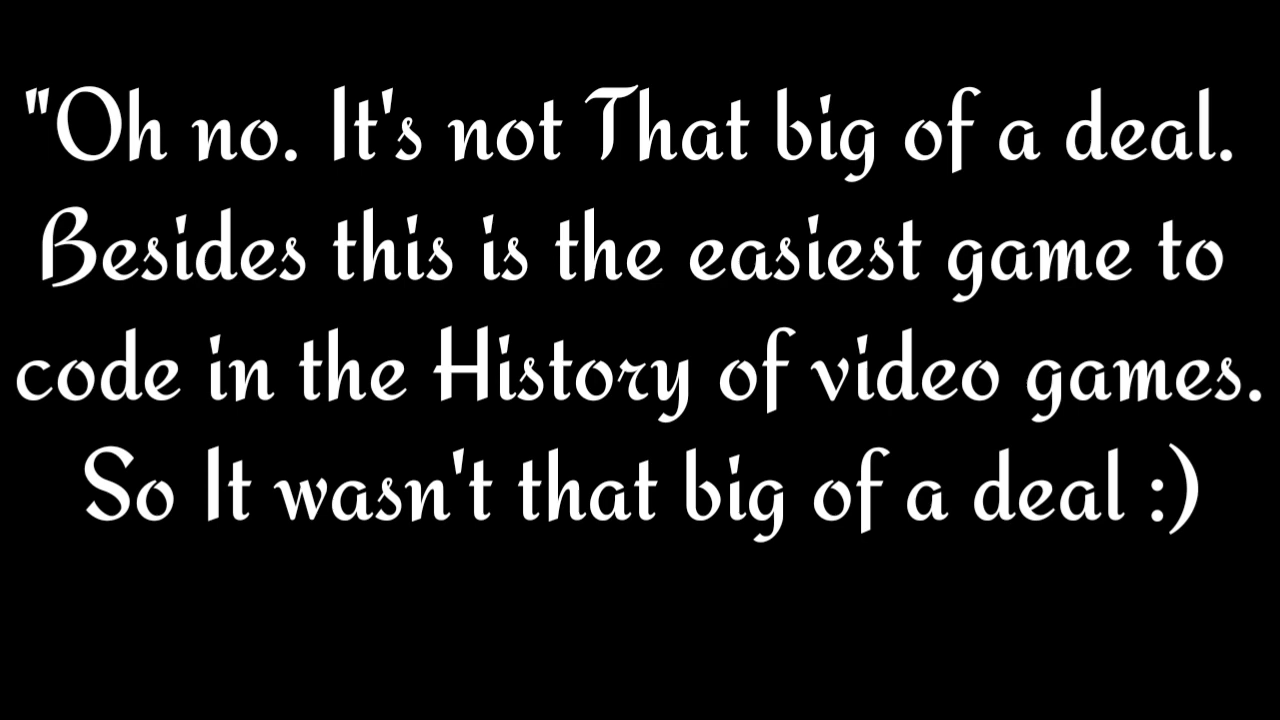 "Oh no. It's not That big of a deal.
Besides this is the easiest game to
code in the History of video games.
So It wasn't that big of a deal :)